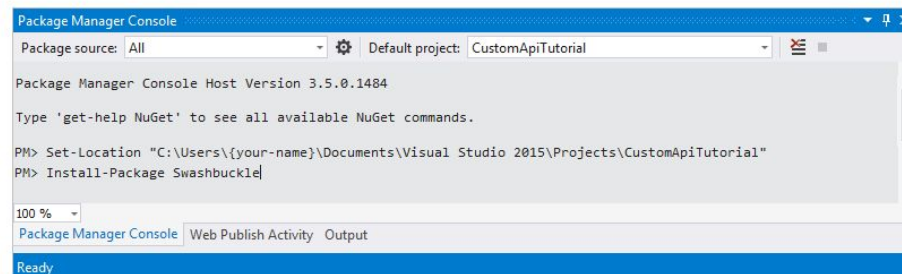 Package Manager Console
Package source: All Default project: CustomApiTutorial
Package Manager Console Host Version 3.5.0.1484
Type 'get-help NuGet' to see all available NuGet commands.
PM> Set-Location "C:\Users\{your-name}\Documents\Visual Studio 2015\Projects\CustomApiTutorial"
PM> Install-Package Swashbuckle
100 %
Package Manager Console Web Publish Activity Output
Ready